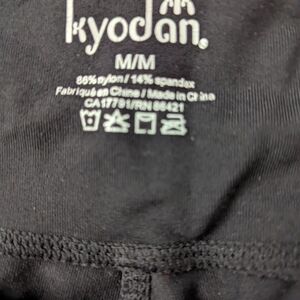 kyodan
M/M
86% nylon / 14% spandex
Fabriqué en Chine / Made in China
CA17791/RN 86421